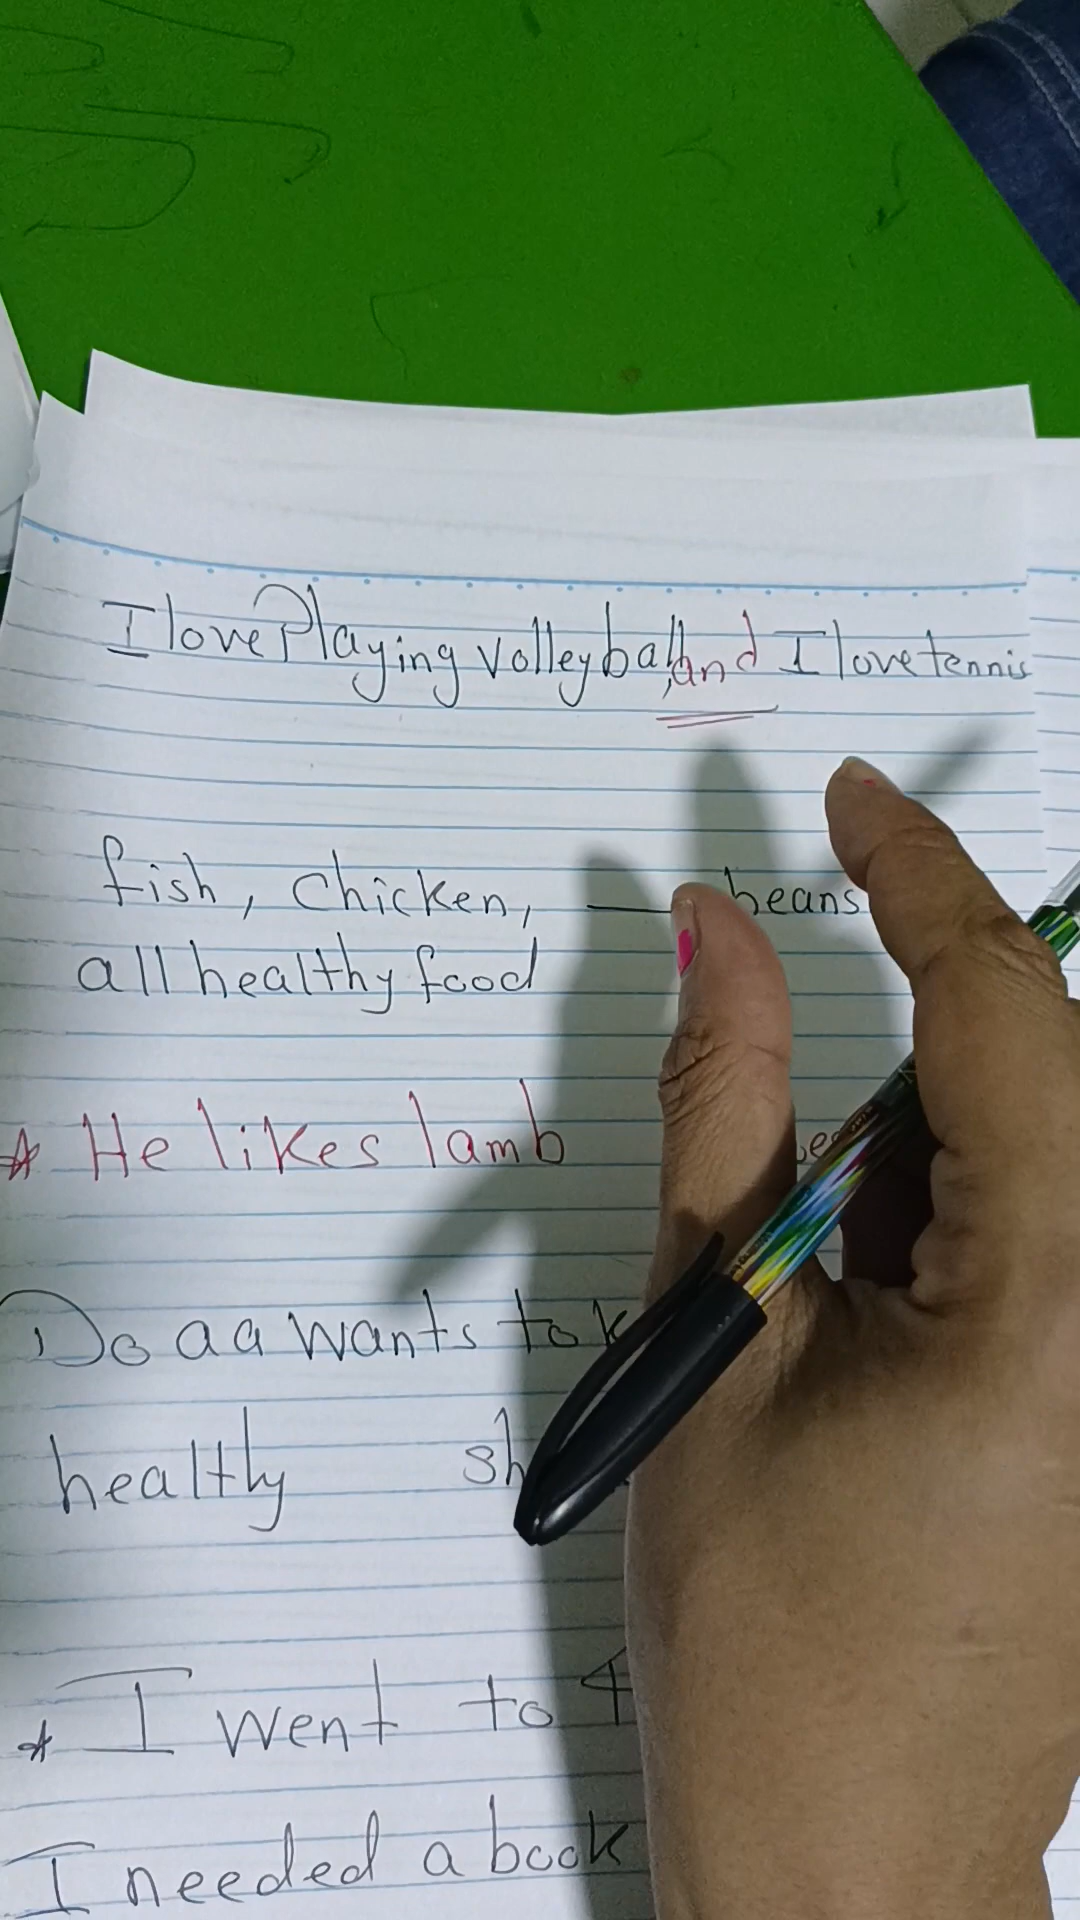 I love Playing volleyball, and I love tennis
fish, chicken, beans
all healthy food
He likes lamb
Doaa wants to
healthy
I went to
I needed a book